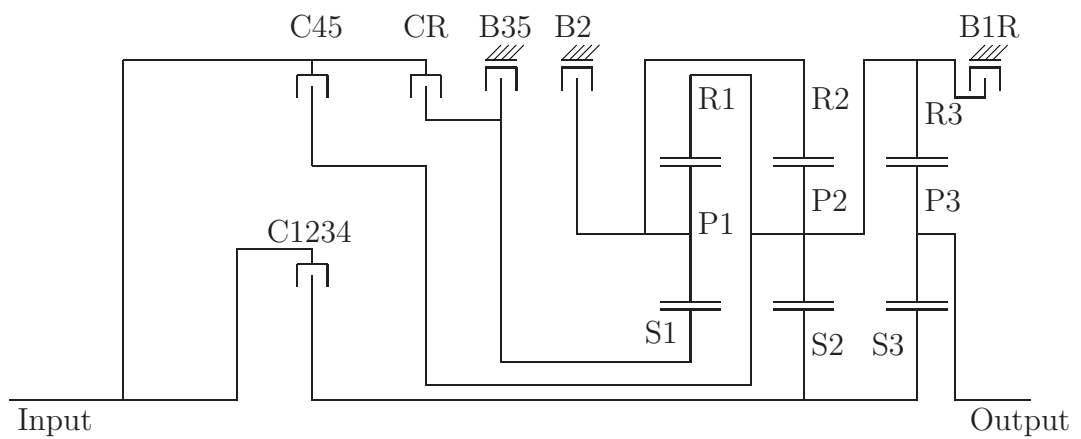 C45 CR B35 B2 B1R
R1 R2 R3
P1 P2 P3
C1234
S1 S2 S3
Input Output